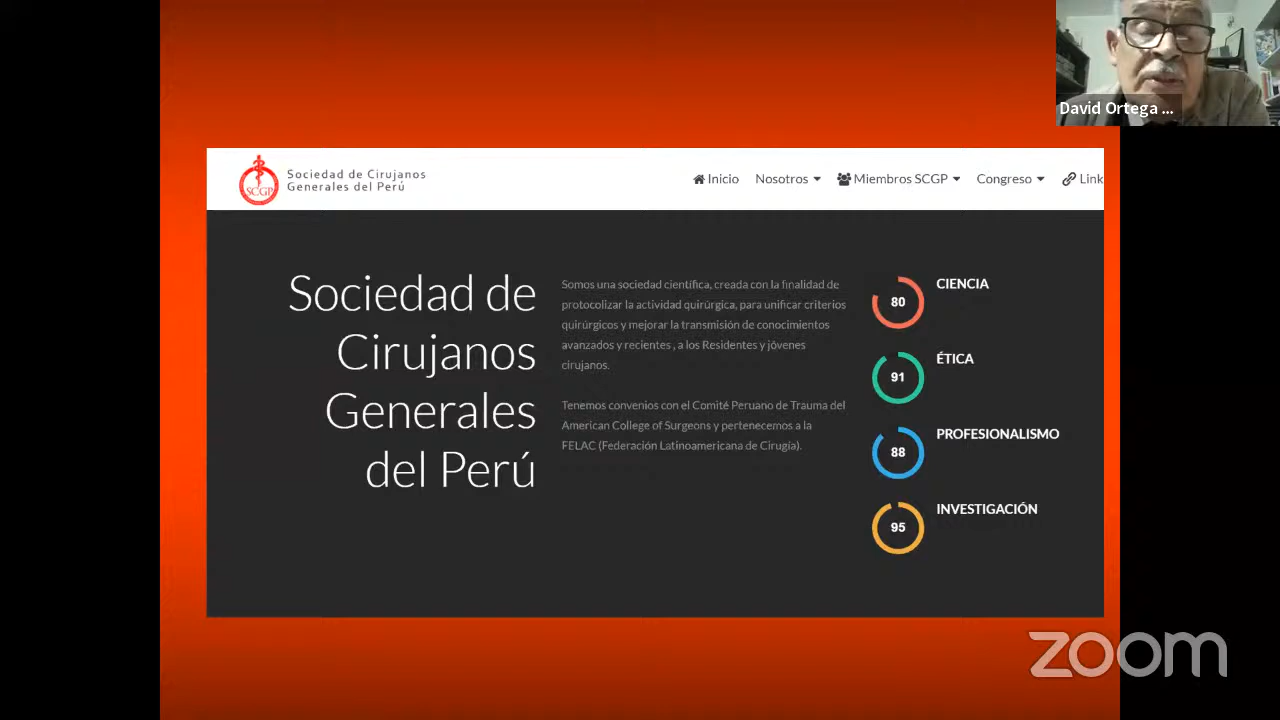 David Ortega ...
SCGP
Sociedad de Cirujanos
Generales del Perú
Inicio
Nosotros
Miembros SCGP
Congreso
Link
Sociedad de
Cirujanos
Generales
del Perú
Somos una sociedad científica, creada con la finalidad de
protocolizar la actividad quirúrgica, para unificar criterios
quirúrgicos y mejorar la transmisión de conocimientos
avanzados y recientes , a los Residentes y jóvenes
cirujanos.
Tenemos convenios con el Comité Peruano de Trauma del
American College of Surgeons y pertenecemos a la
FELAC (Federación Latinoamericana de Cirugía).
80
CIENCIA
91
ÉTICA
88
PROFESIONALISMO
95
INVESTIGACIÓN
zoom